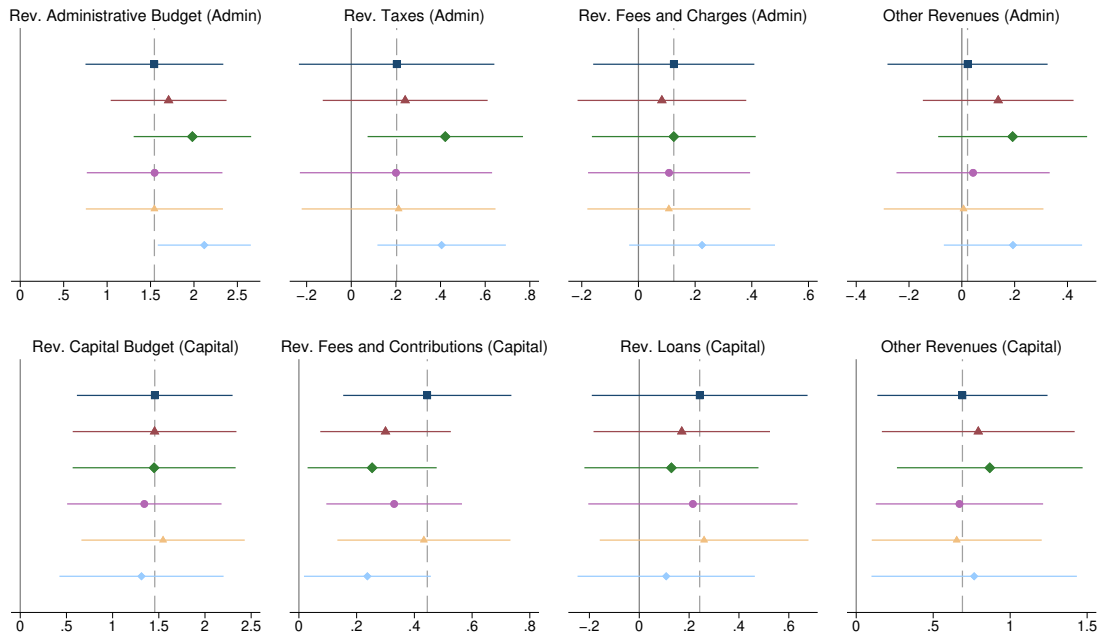 Rev. Administrative Budget (Admin)
Rev. Taxes (Admin)
Rev. Fees and Charges (Admin)
Other Revenues (Admin)
0 .5 1 1.5 2 2.5
−.2 0 .2 .4 .6 .8
−.2 0 .2 .4 .6
−.4 −.2 0 .2 .4
Rev. Capital Budget (Capital)
Rev. Fees and Contributions (Capital)
Rev. Loans (Capital)
Other Revenues (Capital)
0 .5 1 1.5 2 2.5
0 .2 .4 .6 .8
−.2 0 .2 .4 .6
0 .5 1 1.5